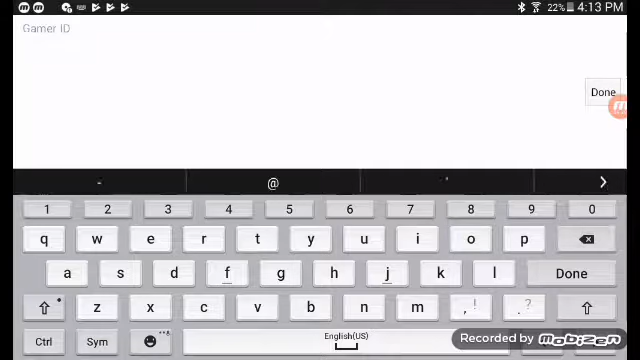 22% 4:13 PM
Gamer ID
Done
- @
1 2 3 4 5 6 7 8 9 0
q w e r t y u i o p
a s d f g h j k l Done
z x c v b n m , ! . ?
Ctrl Sym English(US)
Recorded by mobizen